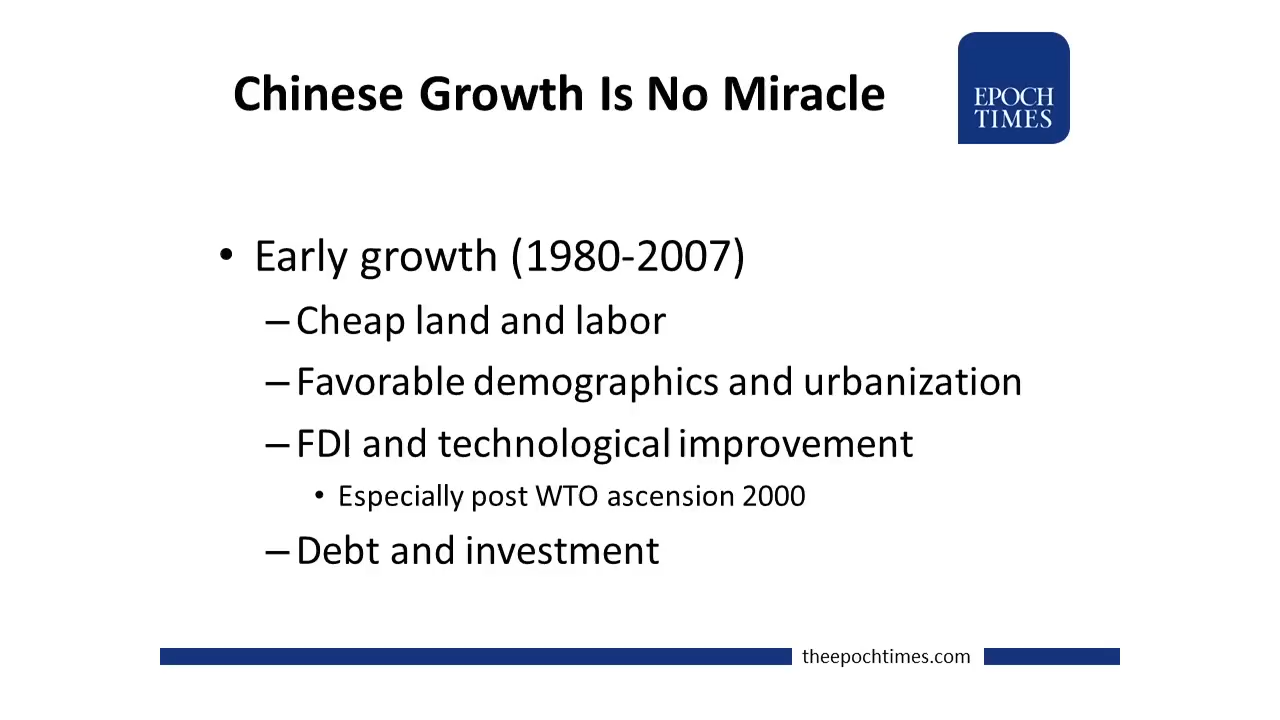 Chinese Growth Is No Miracle
EPOCH
TIMES
• Early growth (1980-2007)
– Cheap land and labor
– Favorable demographics and urbanization
– FDI and technological improvement
• Especially post WTO ascension 2000
– Debt and investment
theepochtimes.com